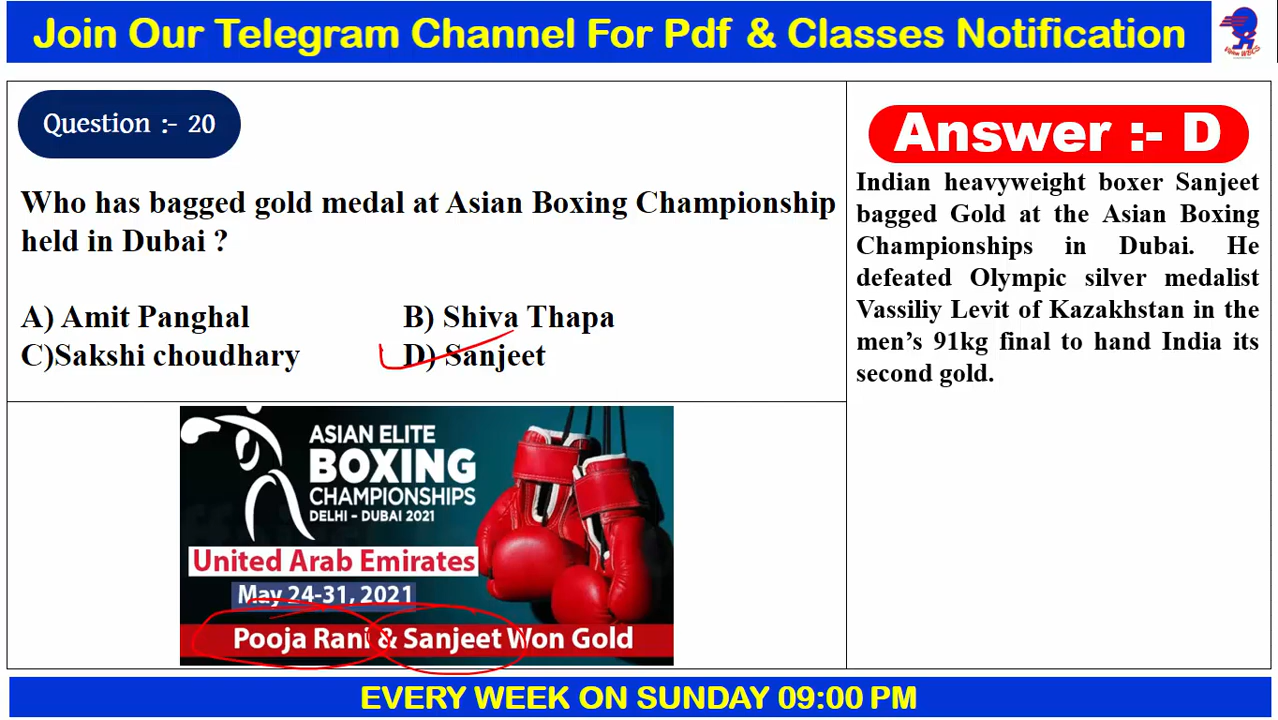 Join Our Telegram Channel For Pdf & Classes Notification
Question :- 20
Who has bagged gold medal at Asian Boxing Championship
held in Dubai ?
A) Amit Panghal
B) Shiva Thapa
C)Sakshi choudhary
D) Sanjeet
Answer :- D
Indian heavyweight boxer Sanjeet
bagged Gold at the Asian Boxing
Championships in Dubai. He
defeated Olympic silver medalist
Vassiliy Levit of Kazakhstan in the
men's 91kg final to hand India its
second gold.
ASIAN ELITE
BOXING
CHAMPIONSHIPS
DELHI - DUBAI 2021
United Arab Emirates
May 24-31, 2021
Pooja Rani & Sanjeet Won Gold
EVERY WEEK ON SUNDAY 09:00 PM